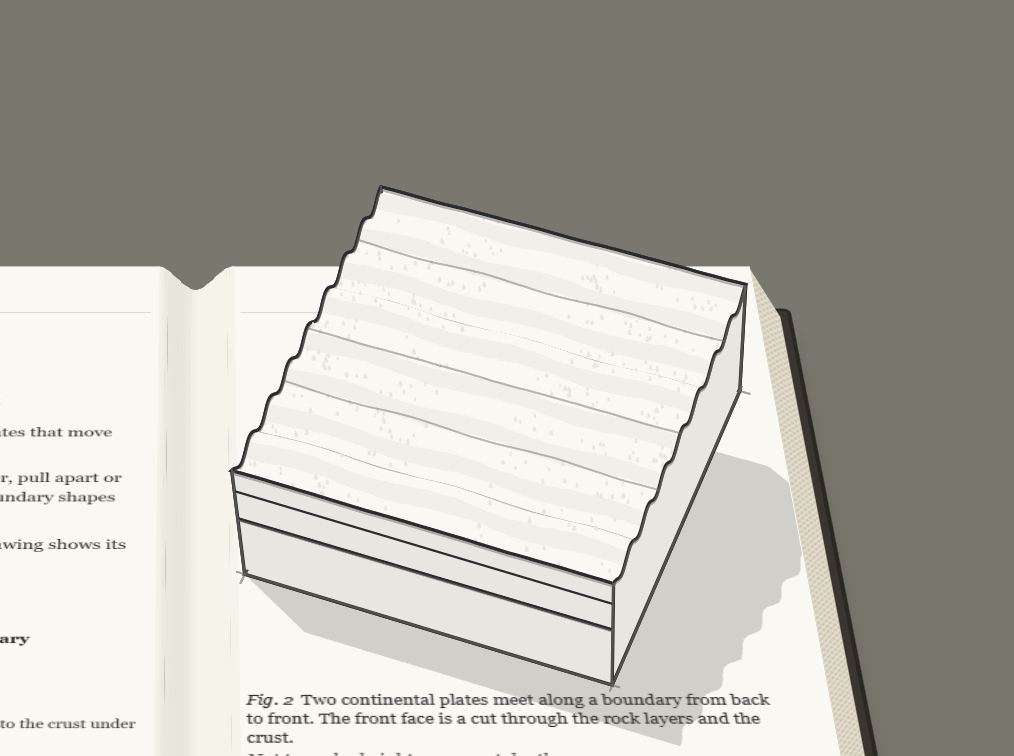 tes that move
r, pull apart or
undary shapes
wing shows its
ary
to the crust under
Fig. 2 Two continental plates meet along a boundary from back
to front. The front face is a cut through the rock layers and the
crust.